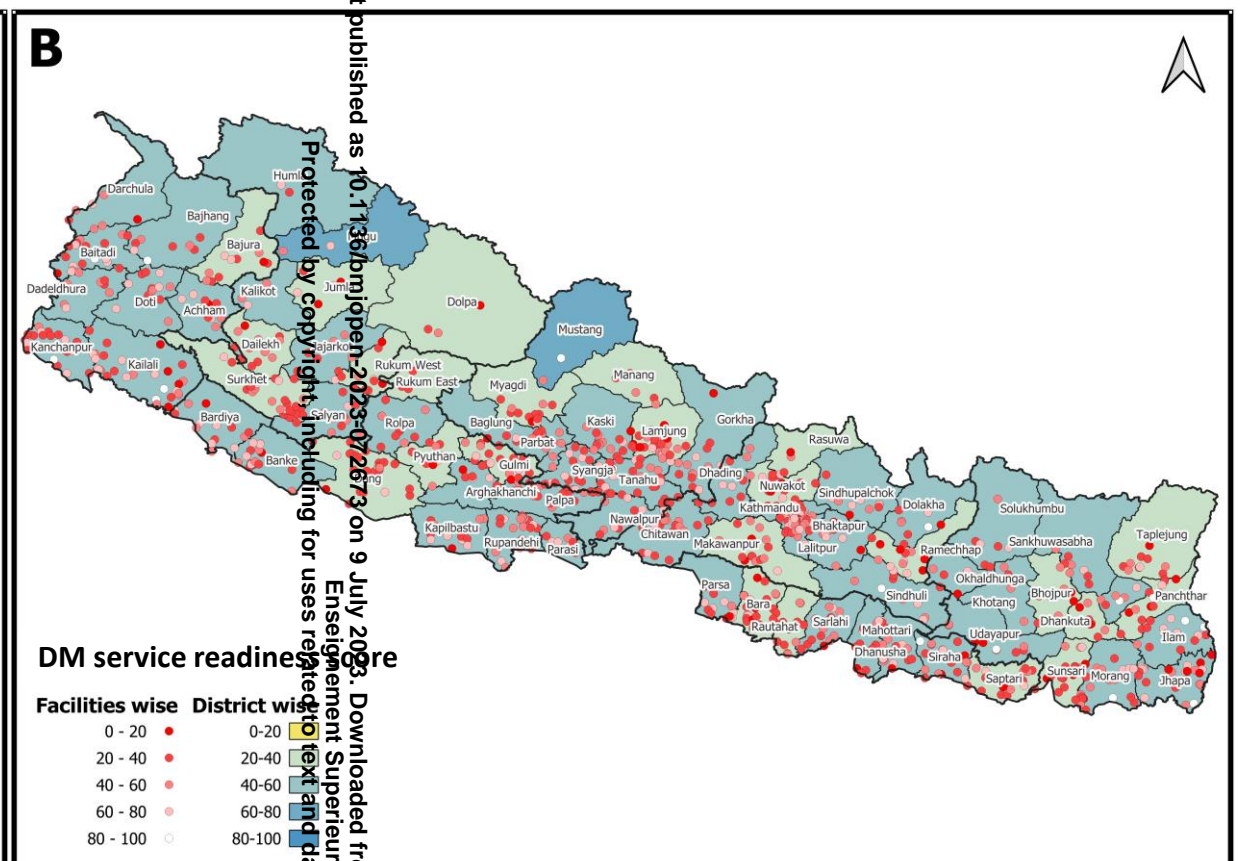 B
t published as 10.1136/bmjopen-2023-072673 on 9 July 2023. Downloaded fr
Protected by copyright, including for uses related to text and da
Enseignement Superieur
Darchula
Humla
Bajhang
Bajura
Baitadi
Dadeldhura
Doti
Achham
Kalikot
Dolpa
Mustang
Kanchanpur
Kailali
Dailekh
Rukum West
Rukum East
Surkhet
Myagdi
Manang
Bardiya
Salyan
Rolpa
Baglung
Kaski
Lamjung
Gorkha
Parbat
Rasuwa
Banke
Pyuthan
Gulmi
Syangja
Tanahu
Dhading
Nuwakot
Arghakhanchi
Palpa
Sindhupalchok
Kathmandu
Dolakha
Solukhumbu
Kapilbastu
Nawalpur
Bhaktapur
Chitawan
Rupandehi
Parasi
Makawanpur
Lalitpur
Ramechhap
Sankhuwasabha
Taplejung
Parsa
Okhaldhunga
Bhojpur
Panchthar
Bara
Sindhuli
Khotang
Rautahat
Sarlahi
Mahottari
Udayapur
Dhankuta
Ilam
Dhanusha
Siraha
Saptari
Sunsari
Morang
Jhapa
DM service readiness score
Facilities wise District wise
0 - 20 0-20
20 - 40 20-40
40 - 60 40-60
60 - 80 60-80
80 - 100 80-100